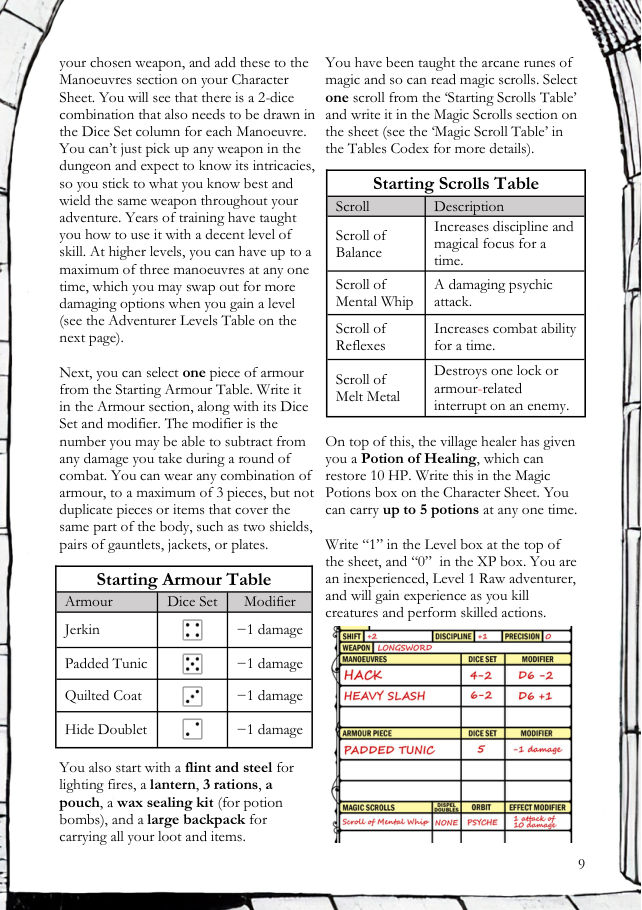 your chosen weapon, and add these to the
Manoeuvres section on your Character
Sheet. You will see that there is a 2-dice
combination that also needs to be drawn in
the Dice Set column for each Manoeuvre.
You can't just pick up any weapon in the
dungeon and expect to know its intricacies,
so you stick to what you know best and
wield the same weapon throughout your
adventure. Years of training have taught
you how to use it with a decent level of
skill. At higher levels, you can have up to a
maximum of three manoeuvres at any one
time, which you may swap out for more
damaging options when you gain a level
(see the Adventurer Levels Table on the
next page).
Next, you can select one piece of armour
from the Starting Armour Table. Write it
in the Armour section, along with its Dice
Set and modifier. The modifier is the
number you may be able to subtract from
any damage you take during a round of
combat. You can wear any combination of
armour, to a maximum of 3 pieces, but not
duplicate pieces or items that cover the
same part of the body, such as two shields,
pairs of gauntlets, jackets, or plates.
Starting Armour Table
Armour Dice Set Modifier
Jerkin −1 damage
Padded Tunic −1 damage
Quilted Coat −1 damage
Hide Doublet −1 damage
You also start with a flint and steel for
lighting fires, a lantern, 3 rations, a
pouch, a wax sealing kit (for potion
bombs), and a large backpack for
carrying all your loot and items.
You have been taught the arcane runes of
magic and so can read magic scrolls. Select
one scroll from the 'Starting Scrolls Table'
and write it in the Magic Scrolls section on
the sheet (see the 'Magic Scroll Table' in
the Tables Codex for more details).
Starting Scrolls Table
Scroll Description
Scroll of
Balance
Increases discipline and
magical focus for a
time.
Scroll of
Mental Whip
A damaging psychic
attack.
Scroll of
Reflexes
Increases combat ability
for a time.
Scroll of
Melt Metal
Destroys one lock or
armour-related
interrupt on an enemy.
On top of this, the village healer has given
you a Potion of Healing, which can
restore 10 HP. Write this in the Magic
Potions box on the Character Sheet. You
can carry up to 5 potions at any one time.
Write “1” in the Level box at the top of
the sheet, and “0” in the XP box. You are
an inexperienced, Level 1 Raw adventurer,
and will gain experience as you kill
creatures and perform skilled actions.
SHIFT +2 DISCIPLINE +1 PRECISION 0
WEAPON LONGSWORD
MANOEUVRES DICE SET MODIFIER
HACK 4-2 D6 -2
HEAVY SLASH 6-2 D6 +1
ARMOUR PIECE DICE SET MODIFIER
PADDED TUNIC 5 -1 damage
MAGIC SCROLLS DISPEL DOUBLES ORBIT EFFECT MODIFIER
Scroll of Mental Whip NONE PSYCHE 1 attack of 10 damage
9